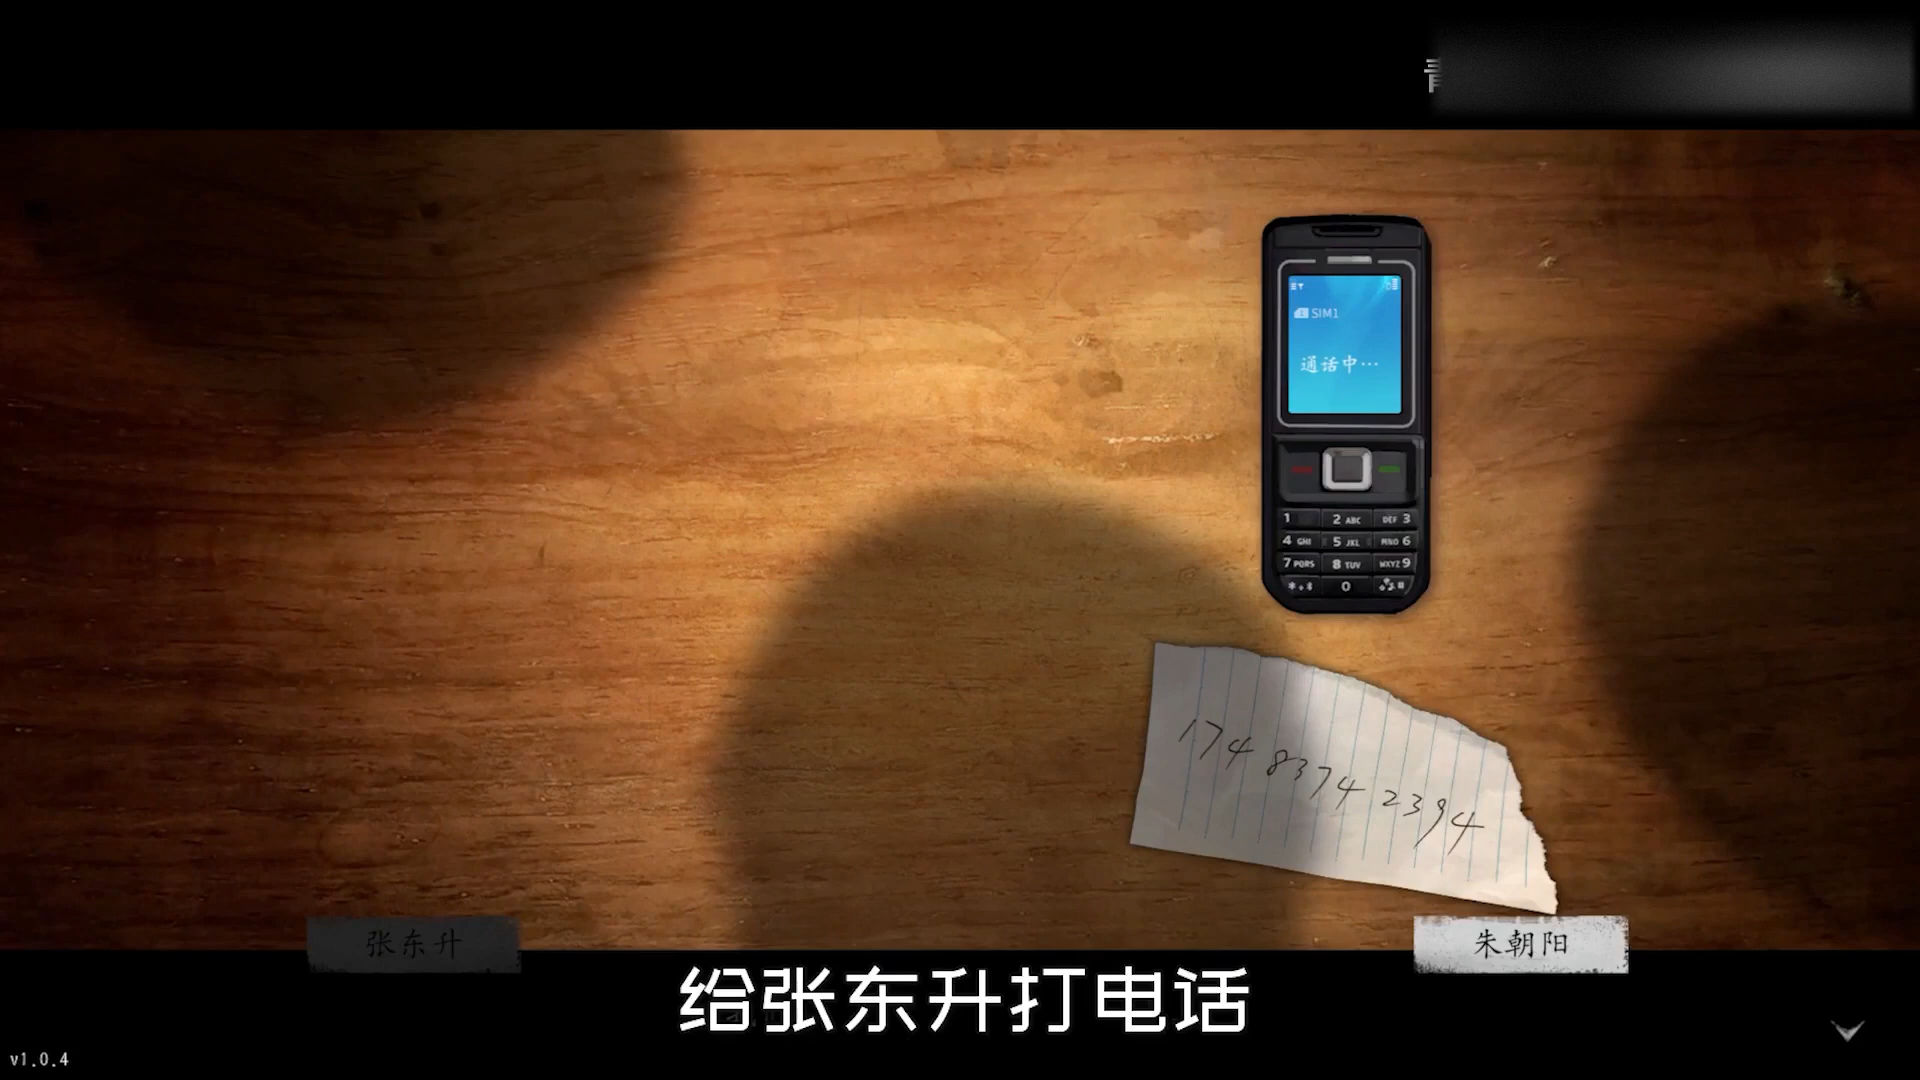 SIM1
通话中…
1
2 ABC
DEF 3
4 GHI
5 JKL
MNO 6
7 PQRS
8 TUV
WXYZ 9
0
174 8374 2394
张东升
朱朝阳
给张东升打电话
v1.0.4